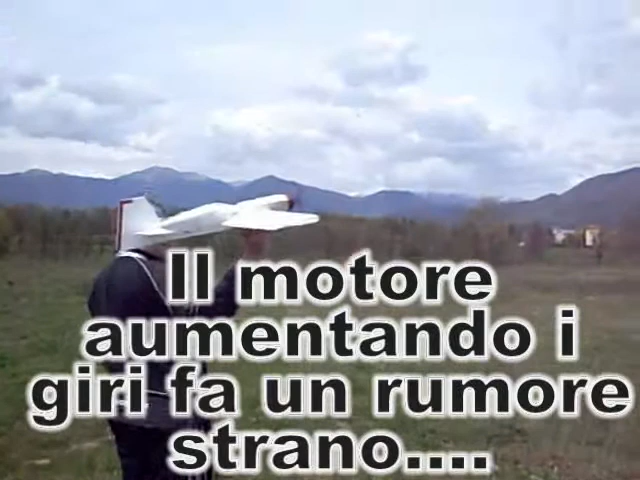 Il motore
aumentando i
giri fa un rumore
strano....